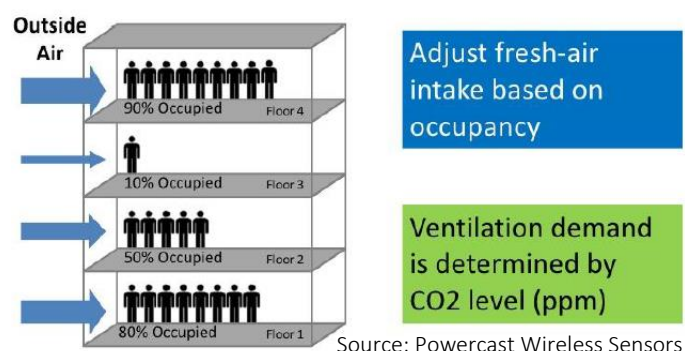 Outside
Air
90% Occupied Floor 4
10% Occupied Floor 3
50% Occupied Floor 2
80% Occupied Floor 1
Adjust fresh-air
intake based on
occupancy
Ventilation demand
is determined by
CO2 level (ppm)
Source: Powercast Wireless Sensors